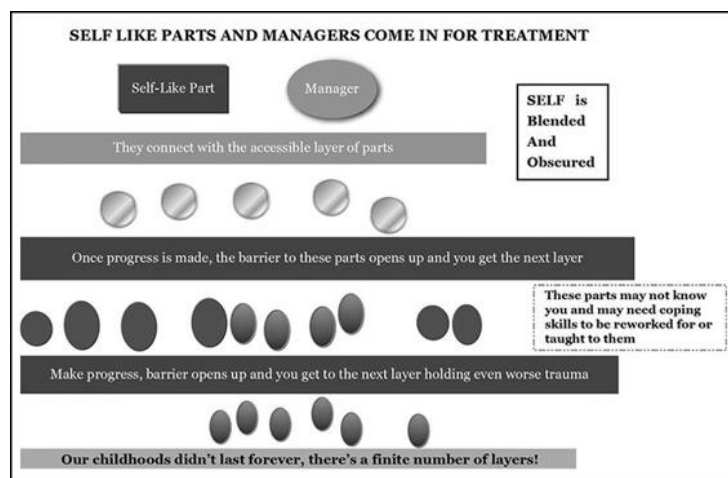 SELF LIKE PARTS AND MANAGERS COME IN FOR TREATMENT
Self-Like Part
Manager
SELF is
Blended
And
Obscured
They connect with the accessible layer of parts
Once progress is made, the barrier to these parts opens up and you get the next layer
These parts may not know
you and may need coping
skills to be reworked for or
taught to them
Make progress, barrier opens up and you get to the next layer holding even worse trauma
Our childhoods didn't last forever, there's a finite number of layers!